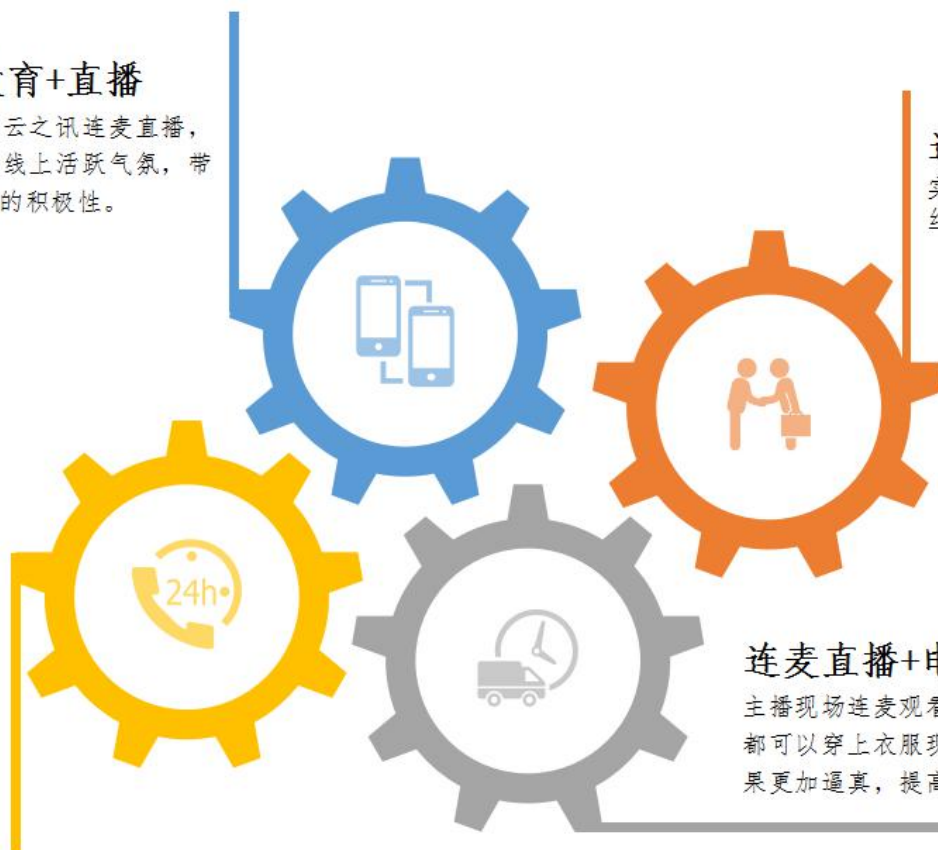 育+直播
云之讯连麦直播，
线上活跃气氛，带
的积极性。
24h
连麦直播+
主播现场连麦观看
都可以穿上衣服现
果更加逼真，提高